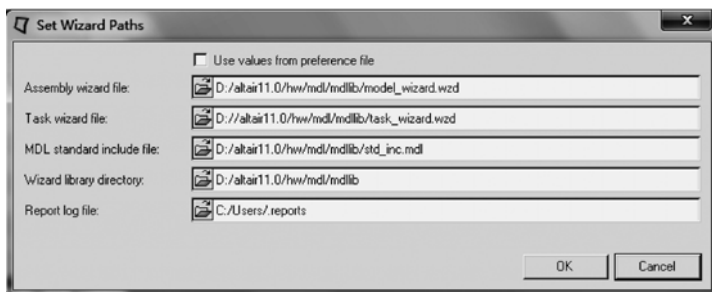 Set Wizard Paths
Use values from preference file
Assembly wizard file: D:/altair11.0/hw/mdl/mdllib/model_wizard.wzd
Task wizard file: D://altair11.0/hw/mdl/mdllib/task_wizard.wzd
MDL standard include file: D:/altair11.0/hw/mdl/mdllib/std_inc.mdl
Wizard library directory: D:/altair11.0/hw/mdl/mdllib
Report log file: C:/Users/.reports
OK Cancel